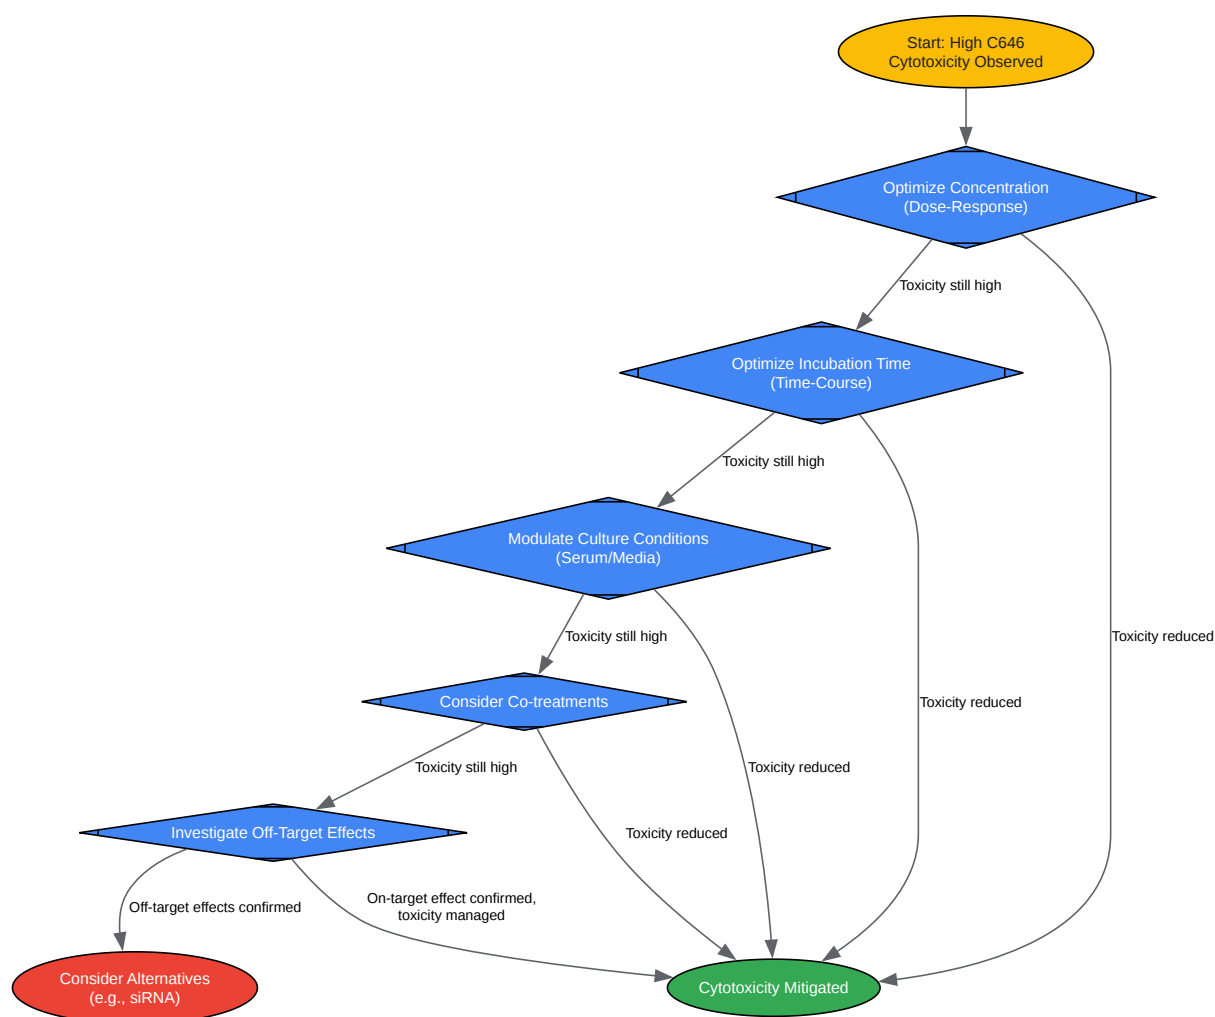 Start: High C646
Cytotoxicity Observed
Optimize Concentration
(Dose-Response)
Toxicity still high
Optimize Incubation Time
(Time-Course)
Toxicity still high
Modulate Culture Conditions
(Serum/Media)
Toxicity still high
Toxicity reduced
Consider Co-treatments
Toxicity reduced
Toxicity still high
Toxicity reduced
Investigate Off-Target Effects
Toxicity reduced
On-target effect confirmed,
toxicity managed
Off-target effects confirmed
Consider Alternatives
(e.g., siRNA)
Cytotoxicity Mitigated